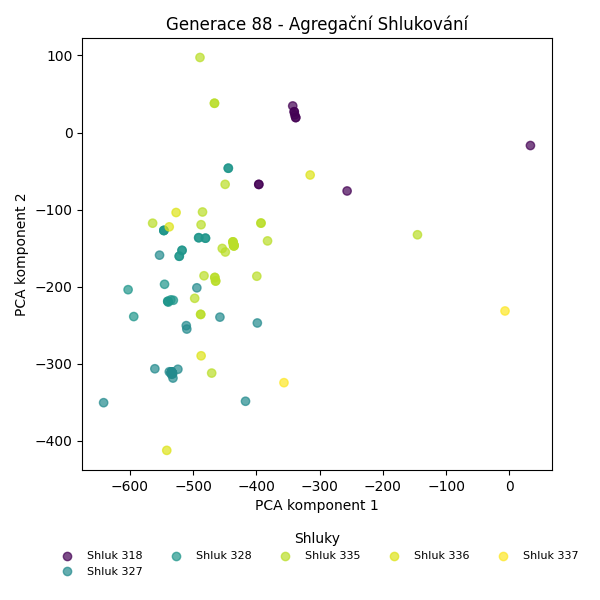 Generace 88 - Agregační Shlukování
100
0
−100
−200
−300
−400
PCA komponent 2
−600 −500 −400 −300 −200 −100 0
PCA komponent 1
Shluky
Shluk 318 Shluk 328 Shluk 335 Shluk 336 Shluk 337
Shluk 327